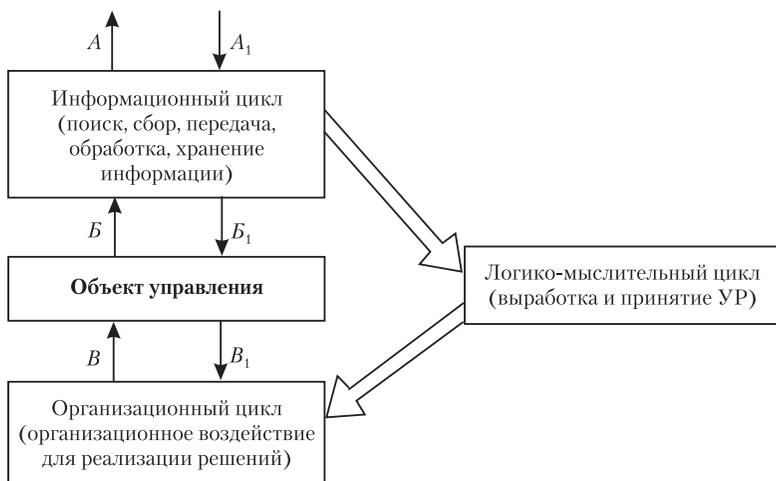 А
А1
Информационный цикл
(поиск, сбор, передача,
обработка, хранение
информации)
Б
Б1
Объект управления
Логико-мыслительный цикл
(выработка и принятие УР)
В
В1
Организационный цикл
(организационное воздействие
для реализации решений)